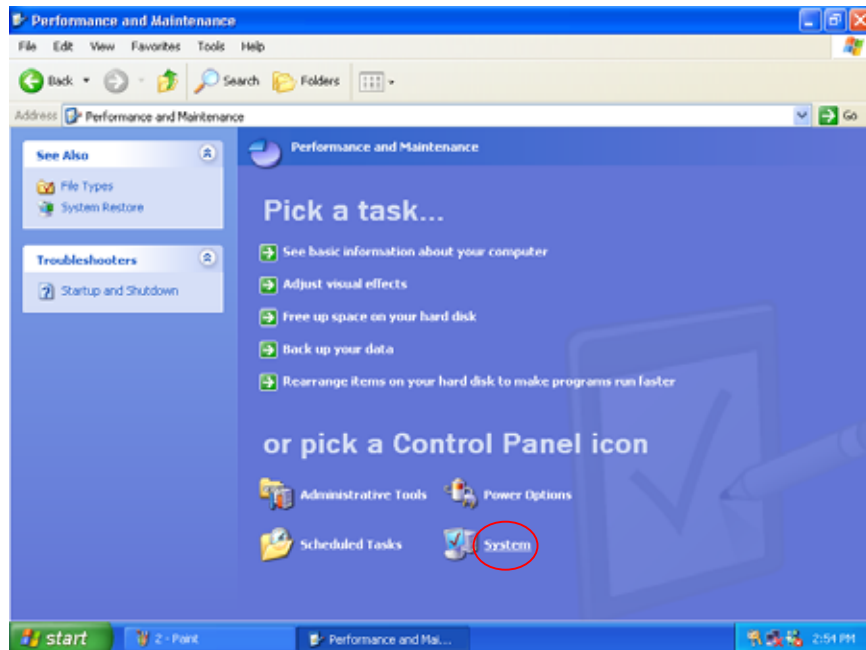 Performance and Maintenance
File Edit View Favorites Tools Help
Back Search Folders
Address Performance and Maintenance Go
See Also
File Types
System Restore
Troubleshooters
Startup and Shutdown
Performance and Maintenance
Pick a task...
See basic information about your computer
Adjust visual effects
Free up space on your hard disk
Back up your data
Rearrange items on your hard disk to make programs run faster
or pick a Control Panel icon
Administrative Tools Power Options
Scheduled Tasks System
start 2 - Paint Performance and Mai... 2:54 PM